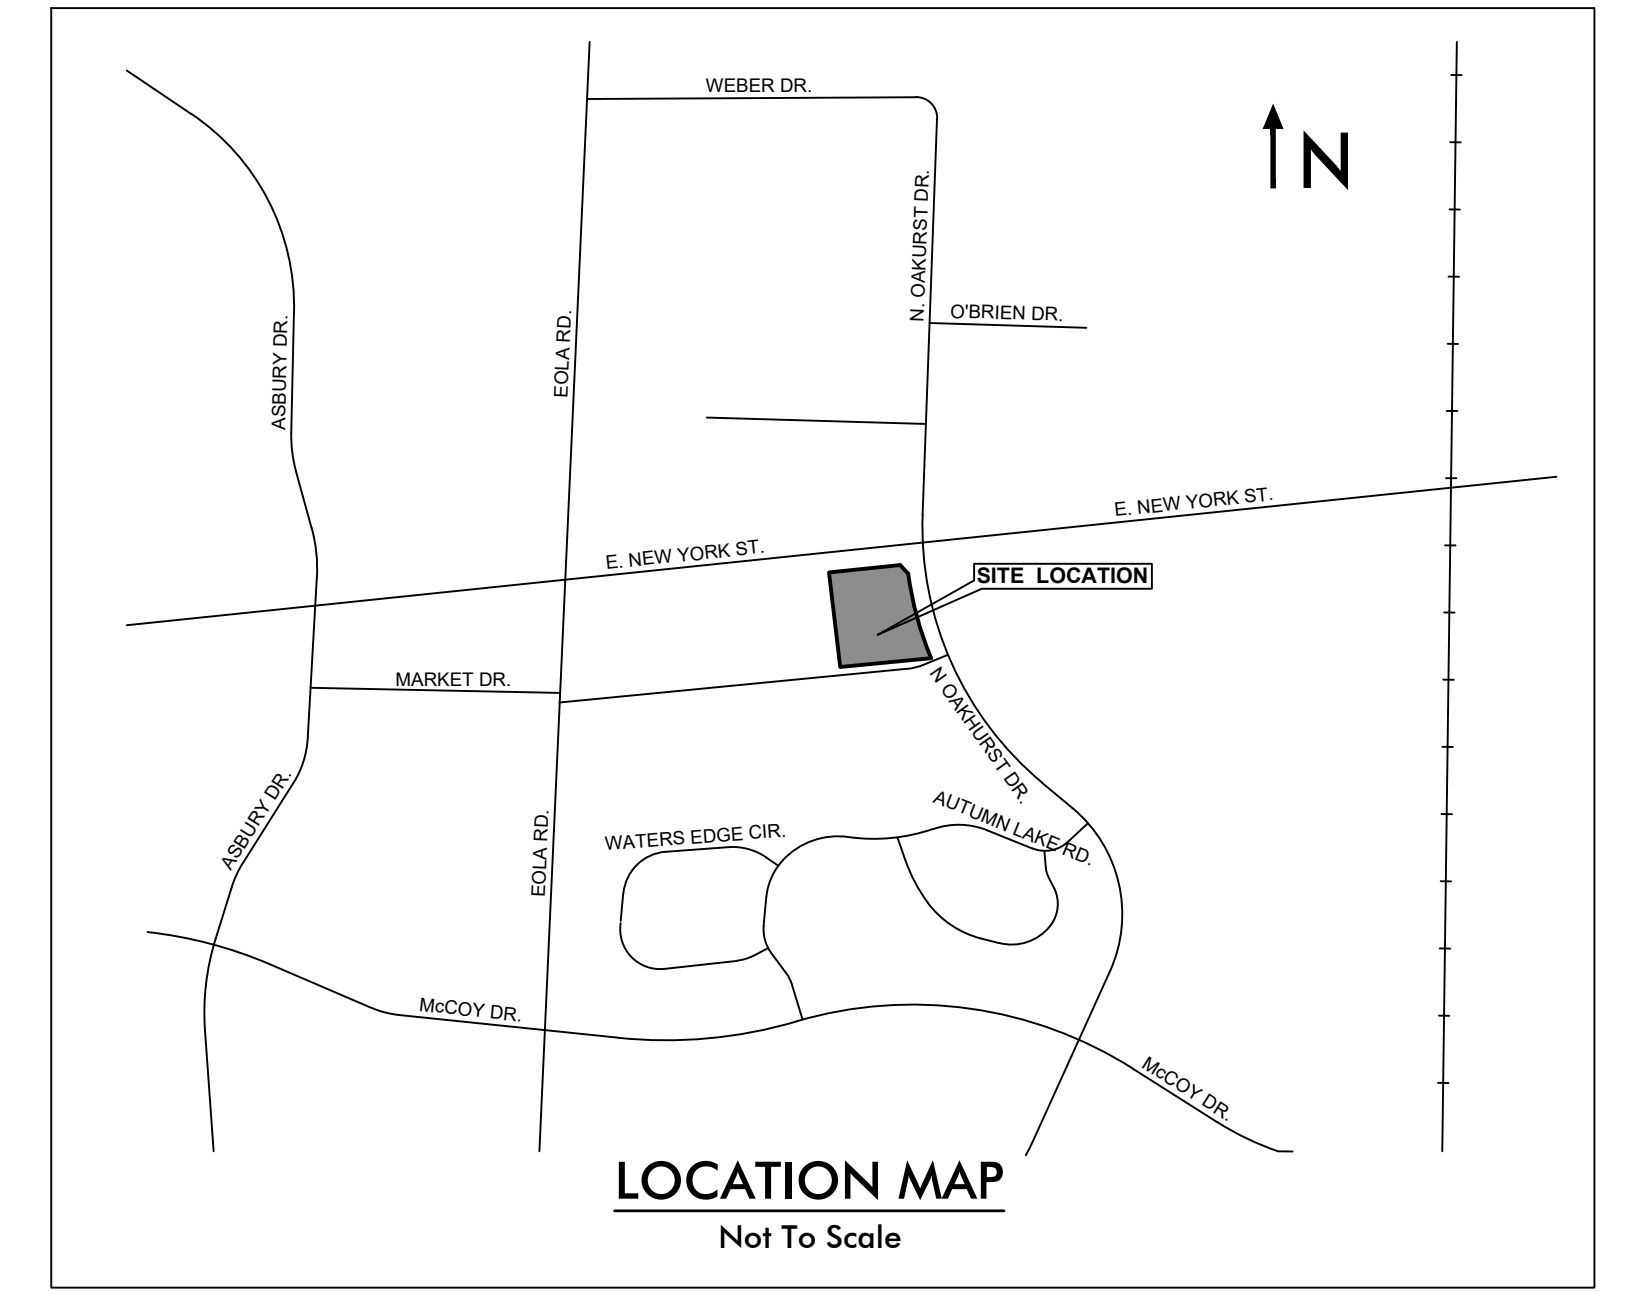 WEBER DR.
N. OAKURST DR.
O'BRIEN DR.
N
ASBURY DR.
EOLA RD.
E. NEW YORK ST.
E. NEW YORK ST.
SITE LOCATION
MARKET DR.
N OAKHURST DR.
ASBURY DR.
EOLA RD.
WATERS EDGE CIR.
AUTUMN LAKE RD.
McCOY DR.
McCOY DR.
LOCATION MAP
Not To Scale